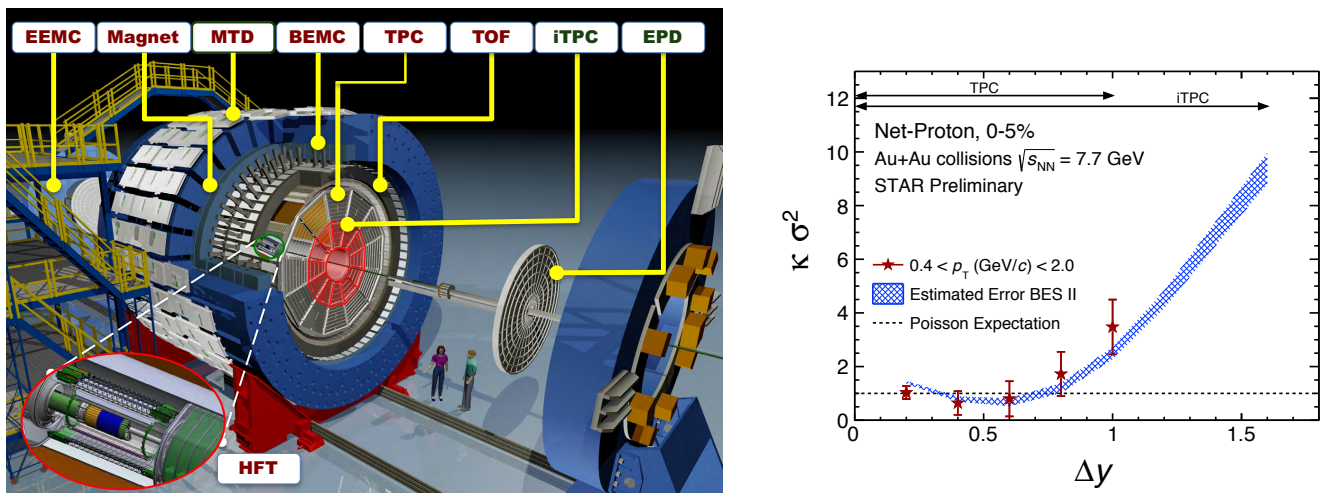 EEMC Magnet MTD BEMC TPC TOF iTPC EPD
HFT
TPC
iTPC
Net-Proton, 0-5%
Au+Au collisions √sNN = 7.7 GeV
STAR Preliminary
0.4 < pT (GeV/c) < 2.0
Estimated Error BES II
Poisson Expectation
κ σ²
12
10
8
6
4
2
0
0 0.5 1 1.5
Δy